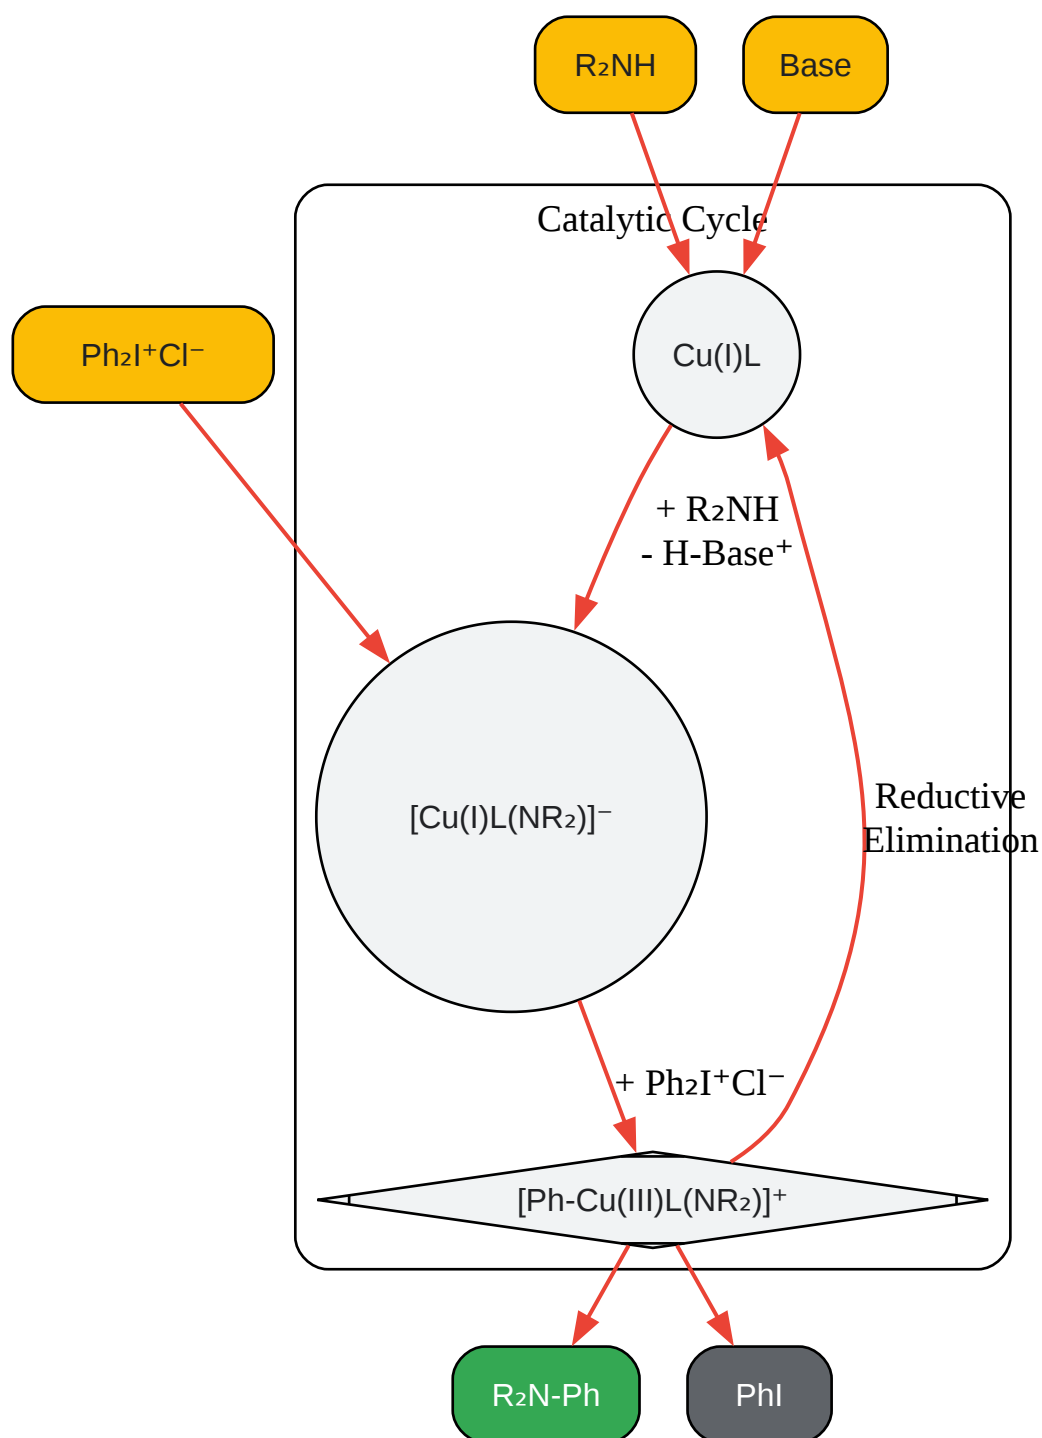 R₂NH
Base
Catalytic Cycle
Ph₂I⁺Cl⁻
Cu(I)L
+ R₂NH
- H-Base⁺
[Cu(I)L(NR₂)]⁻
Reductive
Elimination
+ Ph₂I⁺Cl⁻
[Ph-Cu(III)L(NR₂)]⁺
R₂N-Ph
PhI